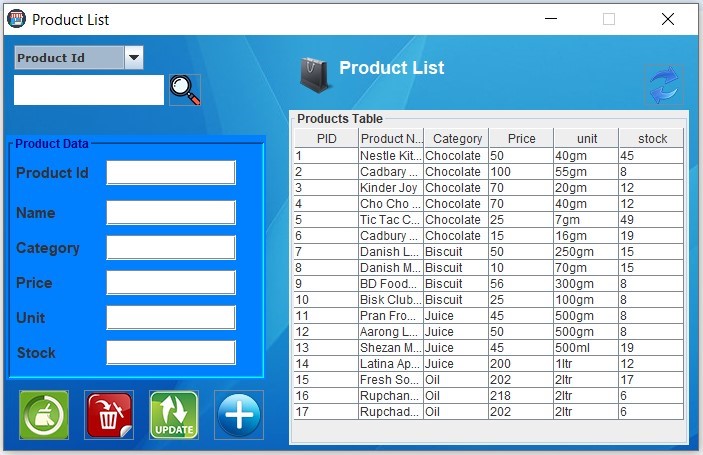 Product List
Product Id
Product List
Product Data
Product Id
Name
Category
Price
Unit
Stock
UPDATE
Products Table
PID Product N... Category Price unit stock
1 Nestle Kit... Chocolate 50 40gm 45
2 Cadbary ... Chocolate 100 55gm 8
3 Kinder Joy Chocolate 70 20gm 12
4 Cho Cho ... Chocolate 70 40gm 12
5 Tic Tac C... Chocolate 25 7gm 49
6 Cadbury ... Chocolate 15 16gm 19
7 Danish L... Biscuit 50 250gm 15
8 Danish M... Biscuit 10 70gm 15
9 BD Food... Biscuit 56 300gm 8
10 Bisk Club... Biscuit 25 100gm 8
11 Pran Fro... Juice 45 500gm 8
12 Aarong L... Juice 50 500gm 8
13 Shezan M... Juice 45 500ml 19
14 Latina Ap... Juice 200 1ltr 12
15 Fresh So... Oil 202 2ltr 17
16 Rupchan... Oil 218 2ltr 6
17 Rupchad... Oil 202 2ltr 6